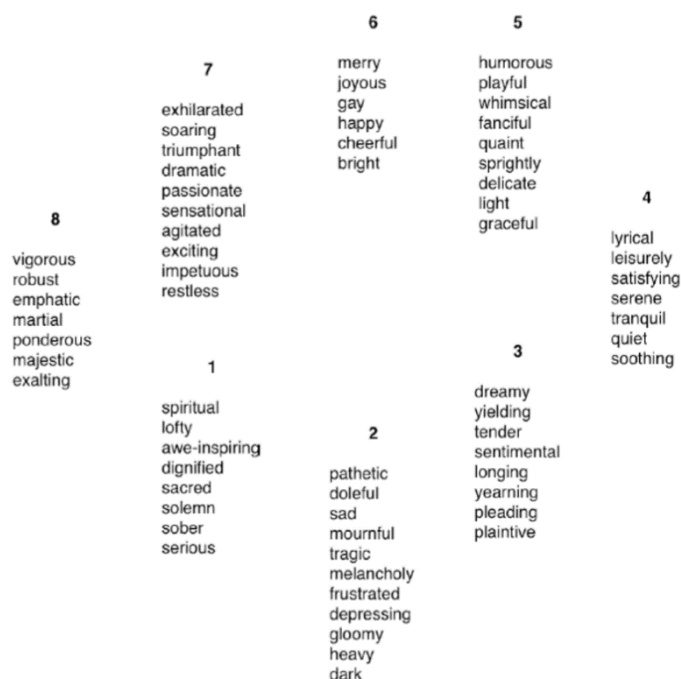 6
merry
joyous
gay
happy
cheerful
bright
5
humorous
playful
whimsical
fanciful
quaint
sprightly
delicate
light
graceful
7
exhilarated
soaring
triumphant
dramatic
passionate
sensational
agitated
exciting
impetuous
restless
4
lyrical
leisurely
satisfying
serene
tranquil
quiet
soothing
8
vigorous
robust
emphatic
martial
ponderous
majestic
exalting
3
dreamy
yielding
tender
sentimental
longing
yearning
pleading
plaintive
1
spiritual
lofty
awe-inspiring
dignified
sacred
solemn
sober
serious
2
pathetic
doleful
sad
mournful
tragic
melancholy
frustrated
depressing
gloomy
heavy
dark